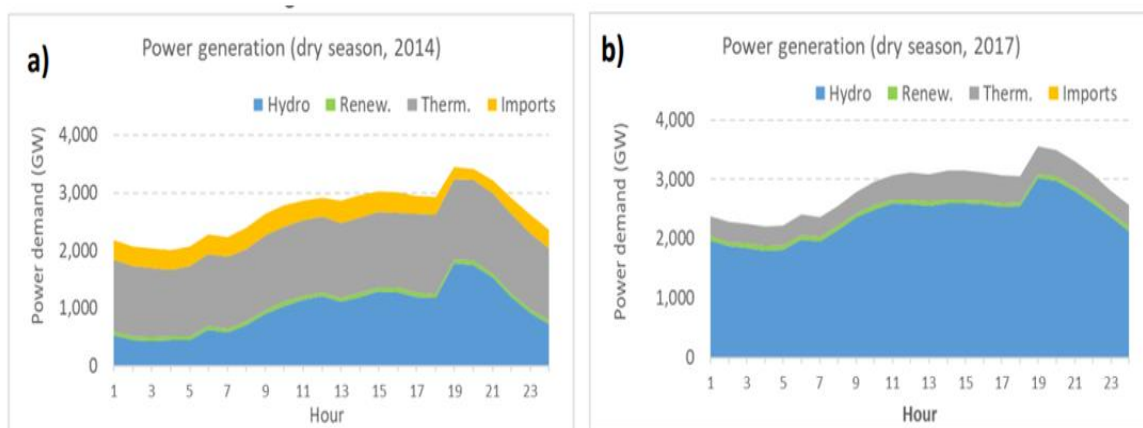 a)
Power generation (dry season, 2014)
Hydro Renew. Therm. Imports
4,000
3,000
2,000
1,000
0
Power demand (GW)
1 3 5 7 9 11 13 15 17 19 21 23
Hour
b)
Power generation (dry season, 2017)
Hydro Renew. Therm. Imports
4,000
3,000
2,000
1,000
0
Power demand (GW)
1 3 5 7 9 11 13 15 17 19 21 23
Hour